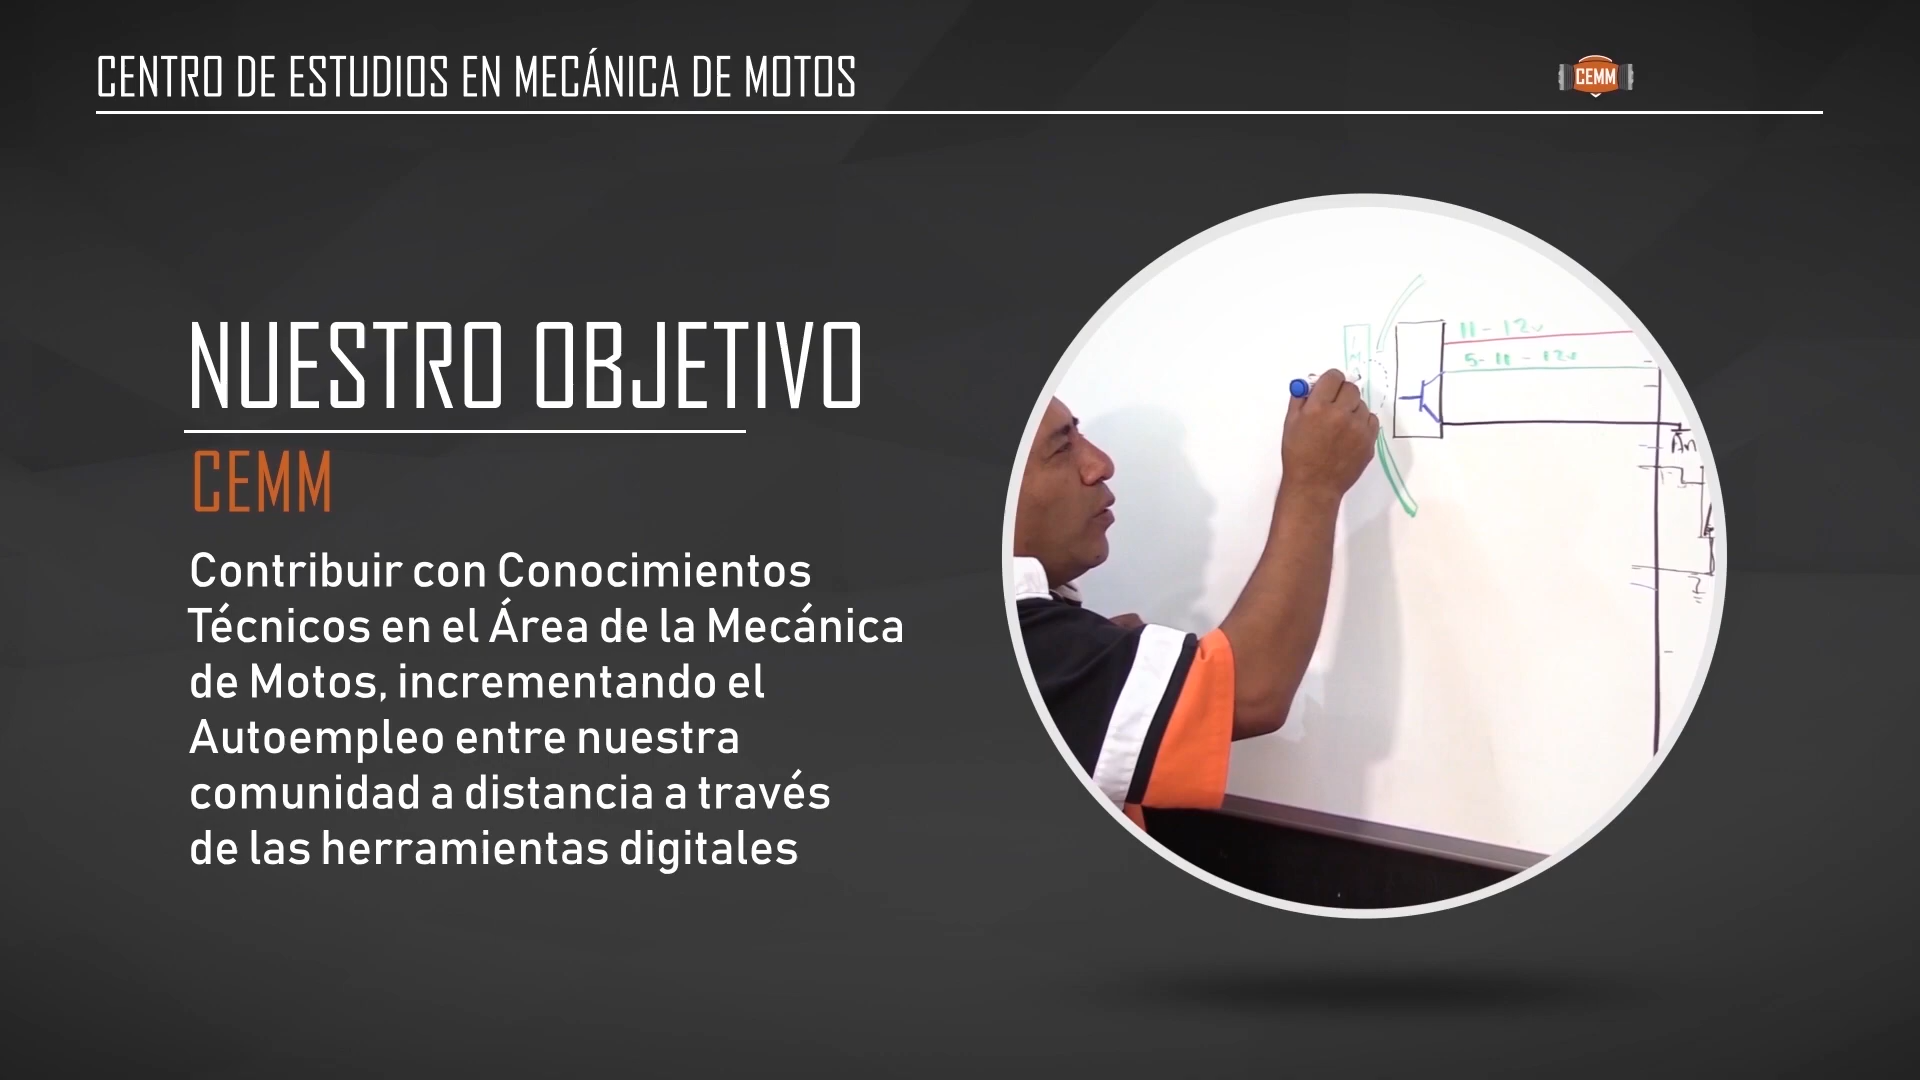 CENTRO DE ESTUDIOS EN MECÁNICA DE MOTOS
CEMM
NUESTRO OBJETIVO
CEMM
Contribuir con Conocimientos
Técnicos en el Área de la Mecánica
de Motos, incrementando el
Autoempleo entre nuestra
comunidad a distancia a través
de las herramientas digitales
11-12v
5-11-12v